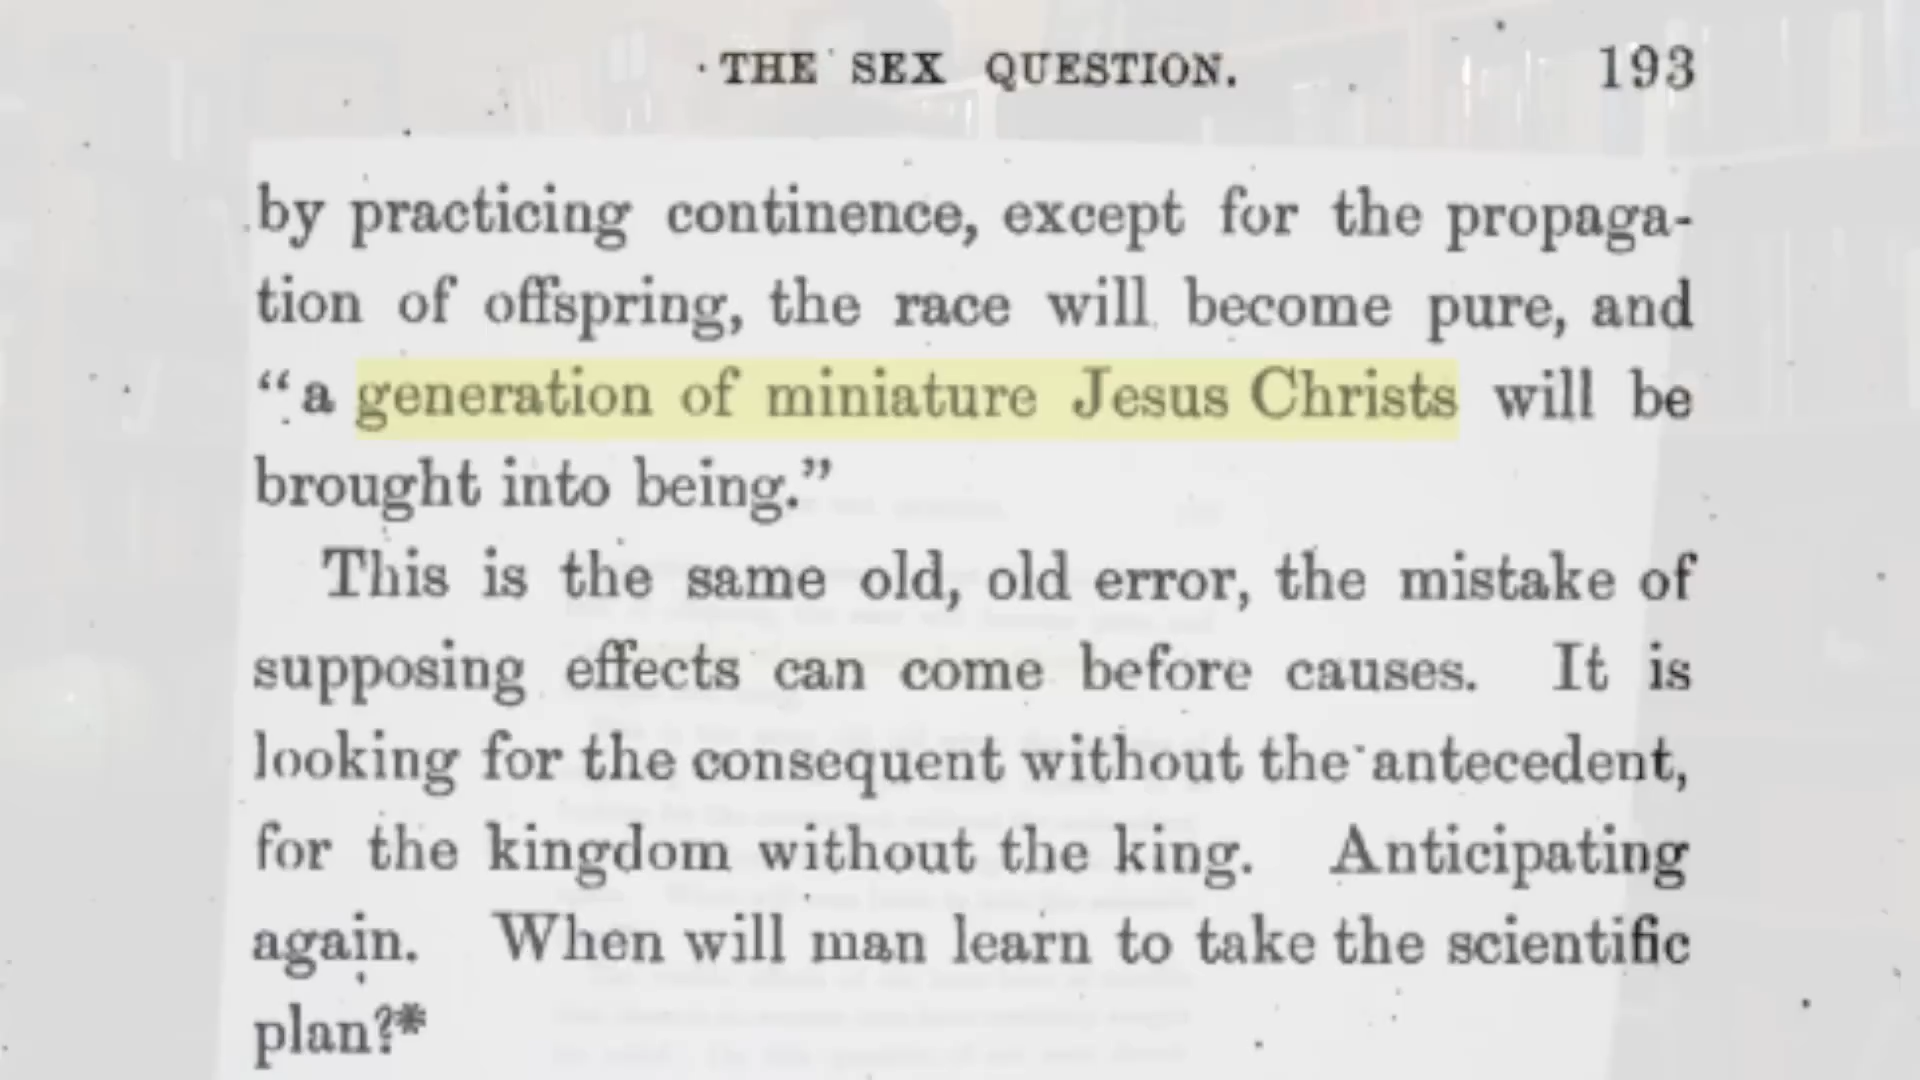 THE SEX QUESTION. 193
by practicing continence, except for the propaga-
tion of offspring, the race will become pure, and
“a generation of miniature Jesus Christs will be
brought into being.”
This is the same old, old error, the mistake of
supposing effects can come before causes. It is
looking for the consequent without the antecedent,
for the kingdom without the king. Anticipating
again. When will man learn to take the scientific
plan?*